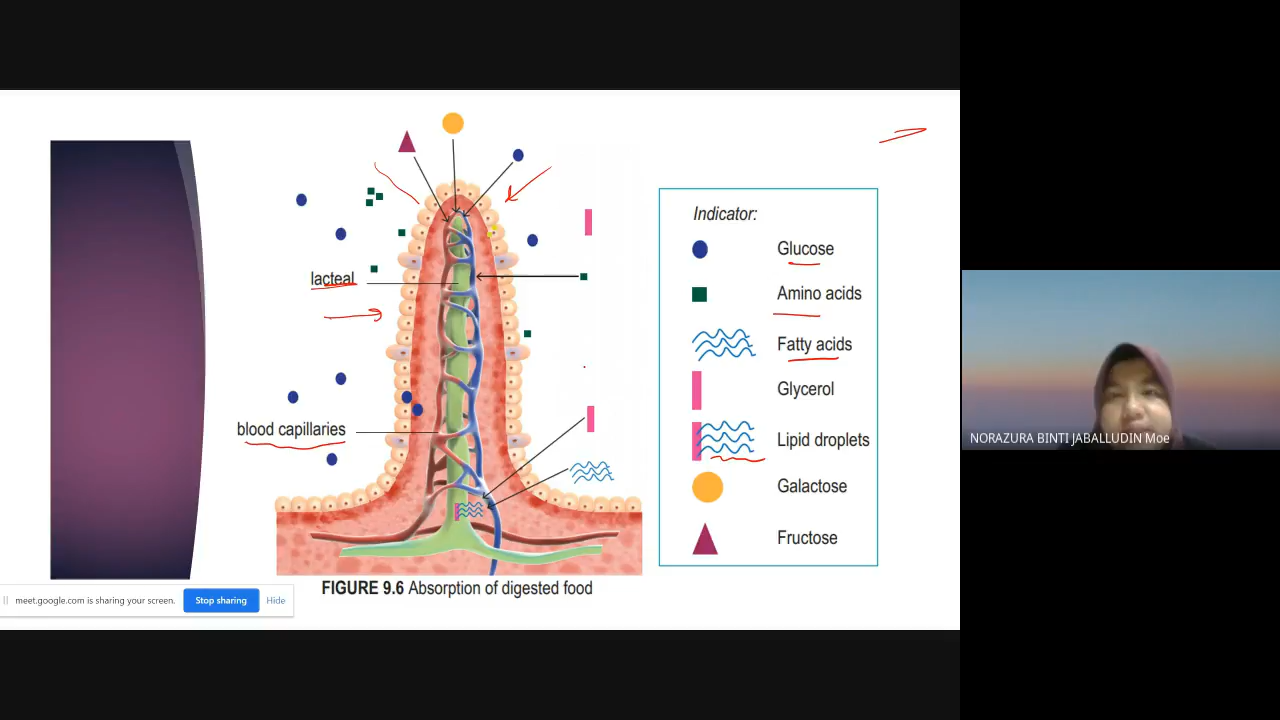 lacteal
blood capillaries
FIGURE 9.6 Absorption of digested food
Indicator:
Glucose
Amino acids
Fatty acids
Glycerol
Lipid droplets
Galactose
Fructose
NORAZURA BINTI JABALLUDIN Moe
meet.google.com is sharing your screen.
Stop sharing
Hide